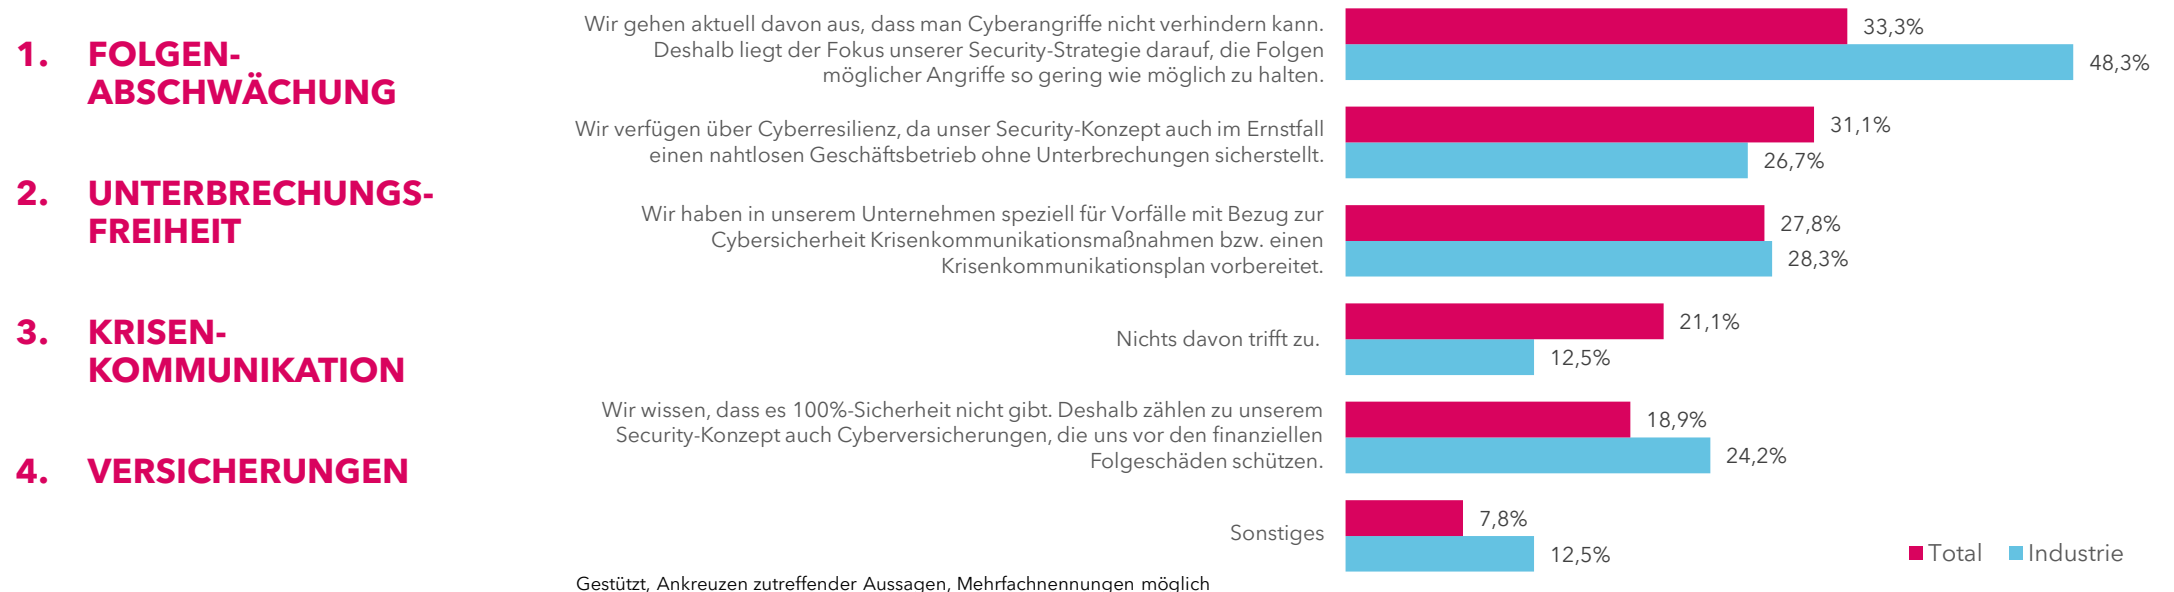 1. FOLGEN-
ABSCHWÄCHUNG
2. UNTERBRECHUNGS-
FREIHEIT
3. KRISEN-
KOMMUNIKATION
4. VERSICHERUNGEN
Wir gehen aktuell davon aus, dass man Cyberangriffe nicht verhindern kann.
Deshalb liegt der Fokus unserer Security-Strategie darauf, die Folgen
möglicher Angriffe so gering wie möglich zu halten.
33,3%
48,3%
Wir verfügen über Cyberresilienz, da unser Security-Konzept auch im Ernstfall
einen nahtlosen Geschäftsbetrieb ohne Unterbrechungen sicherstellt.
31,1%
26,7%
Wir haben in unserem Unternehmen speziell für Vorfälle mit Bezug zur
Cybersicherheit Krisenkommunikationsmaßnahmen bzw. einen
Krisenkommunikationsplan vorbereitet.
27,8%
28,3%
Nichts davon trifft zu.
21,1%
12,5%
Wir wissen, dass es 100%-Sicherheit nicht gibt. Deshalb zählen zu unserem
Security-Konzept auch Cyberversicherungen, die uns vor den finanziellen
Folgeschäden schützen.
18,9%
24,2%
Sonstiges
7,8%
12,5%
Total Industrie
Gestützt, Ankreuzen zutreffender Aussagen, Mehrfachnennungen möglich